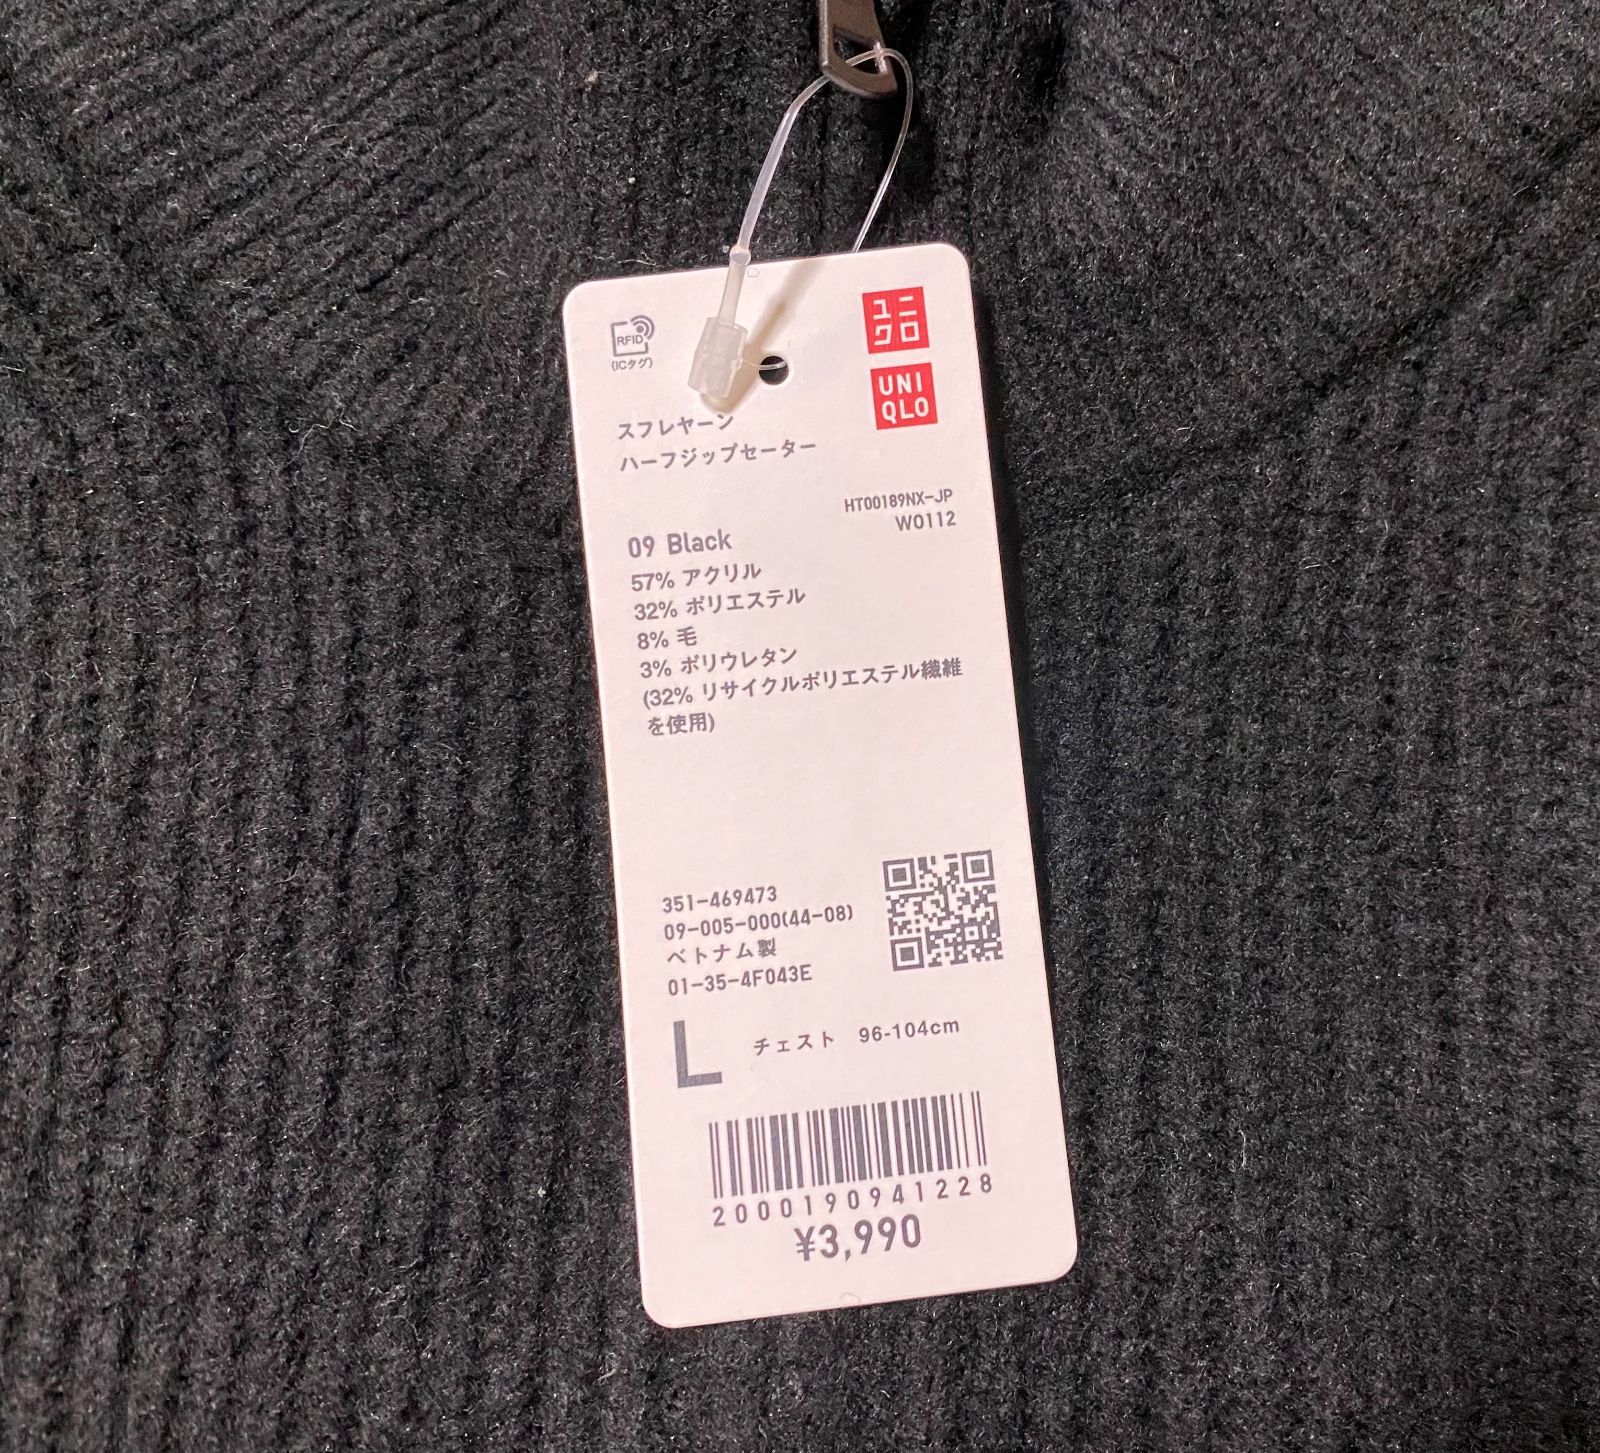 RFID
(ICタグ)
ユニ
クロ
UNI
QLO
スフレヤーン
ハーフジップセーター
HT00189NX-JP
W0112
09 Black
57% アクリル
32% ポリエステル
8% 毛
3% ポリウレタン
(32% リサイクルポリエステル繊維
を使用)
351-469473
09-005-000(44-08)
ベトナム製
01-35-4F043E
L チェスト 96-104cm
2000190941228
¥3,990